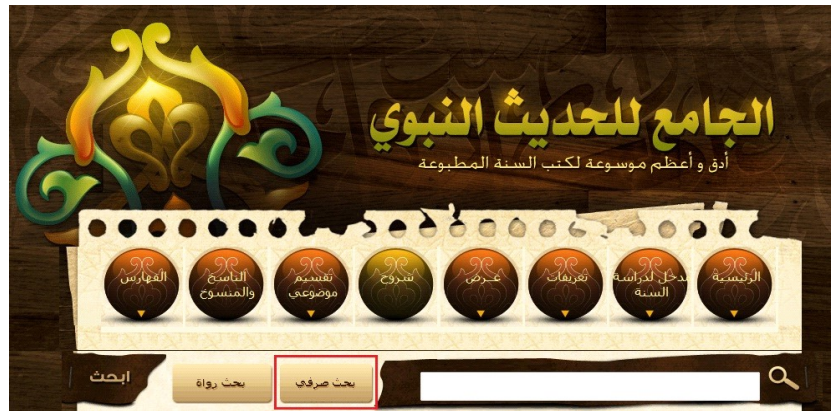 الجامع للحديث النبوي
أدق و أعظم موسوعة لكتب السنة المطبوعة
الرئيسية
مدخل لدراسة
السنة
تعريفات
عرض
شروح
تقسيم
موضوعي
الناسخ
والمنسوخ
الفهارس
بحث صرفي
بحث رواة
ابحث